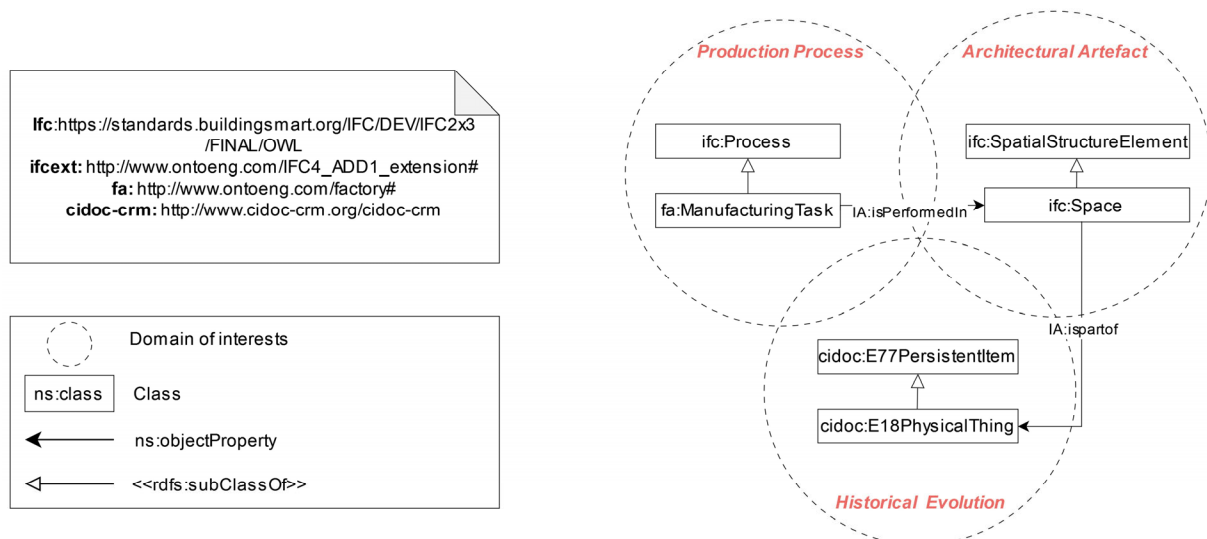 Ifc:https://standards.buildingsmart.org/IFC/DEV/IFC2x3
/FINAL/OWL
ifcext: http://www.ontoeng.com/IFC4_ADD1_extension#
fa: http://www.ontoeng.com/factory#
cidoc-crm: http://www.cidoc-crm.org/cidoc-crm
Domain of interests
ns:class
Class
ns:objectProperty
<<rdfs:subClassOf>>
Production Process
Architectural Artefact
ifc:Process
ifc:SpatialStructureElement
fa:ManufacturingTask
IA:isPerformedIn
ifc:Space
IA:ispartof
cidoc:E77PersistentItem
cidoc:E18PhysicalThing
Historical Evolution